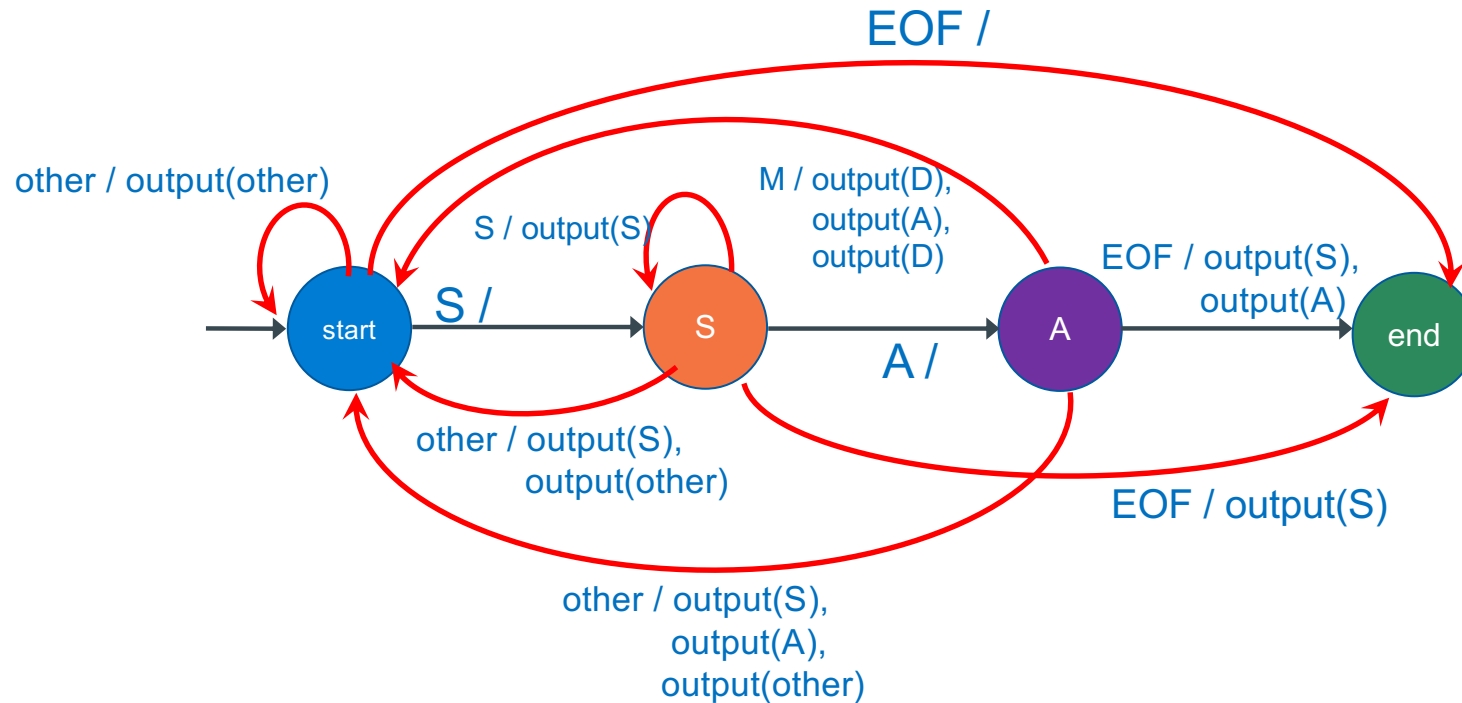 EOF /
other / output(other)
M / output(D),
output(A),
output(D)
S / output(S)
EOF / output(S),
output(A)
S /
start
S
A
end
A /
other / output(S),
output(other)
EOF / output(S)
other / output(S),
output(A),
output(other)